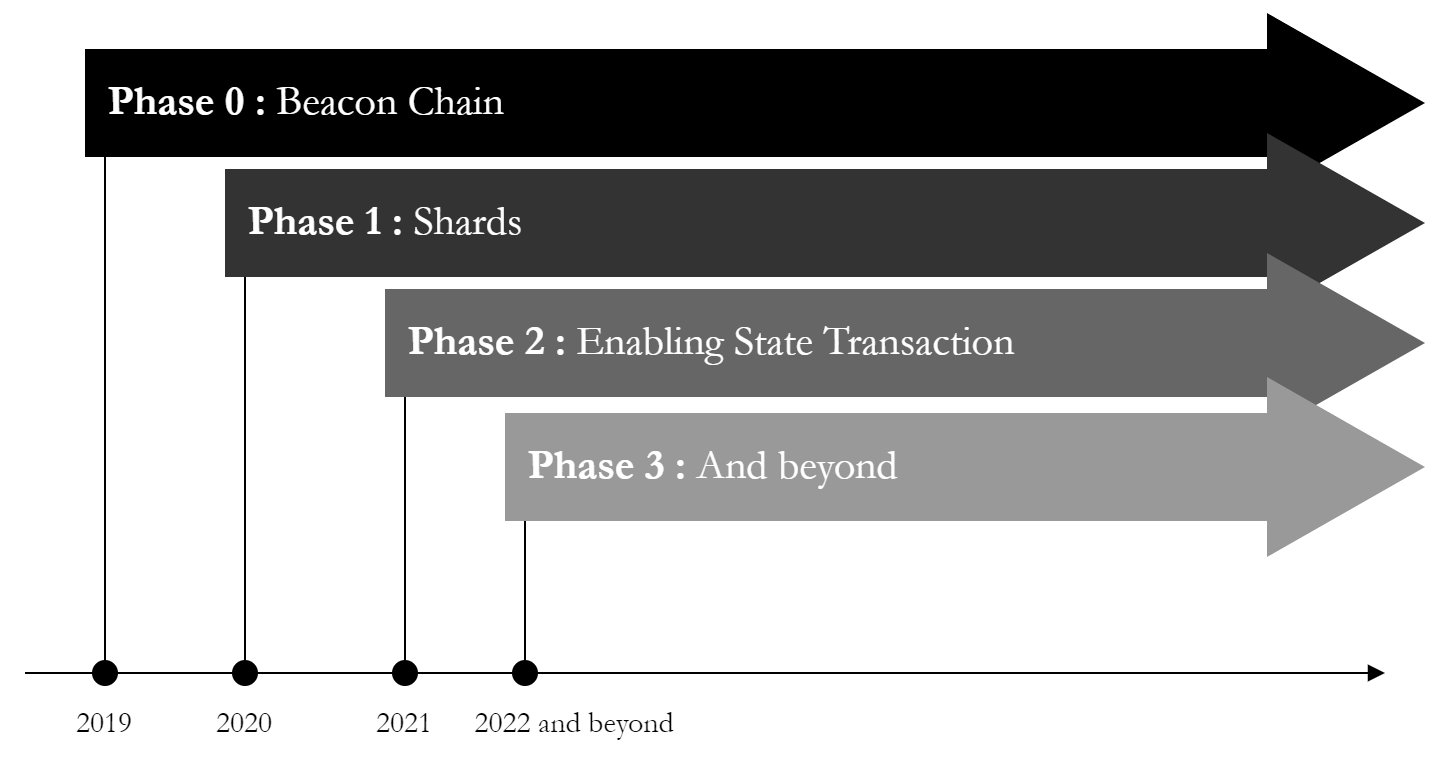 Phase 0 : Beacon Chain
Phase 1 : Shards
Phase 2 : Enabling State Transaction
Phase 3 : And beyond
2019
2020
2021
2022 and beyond